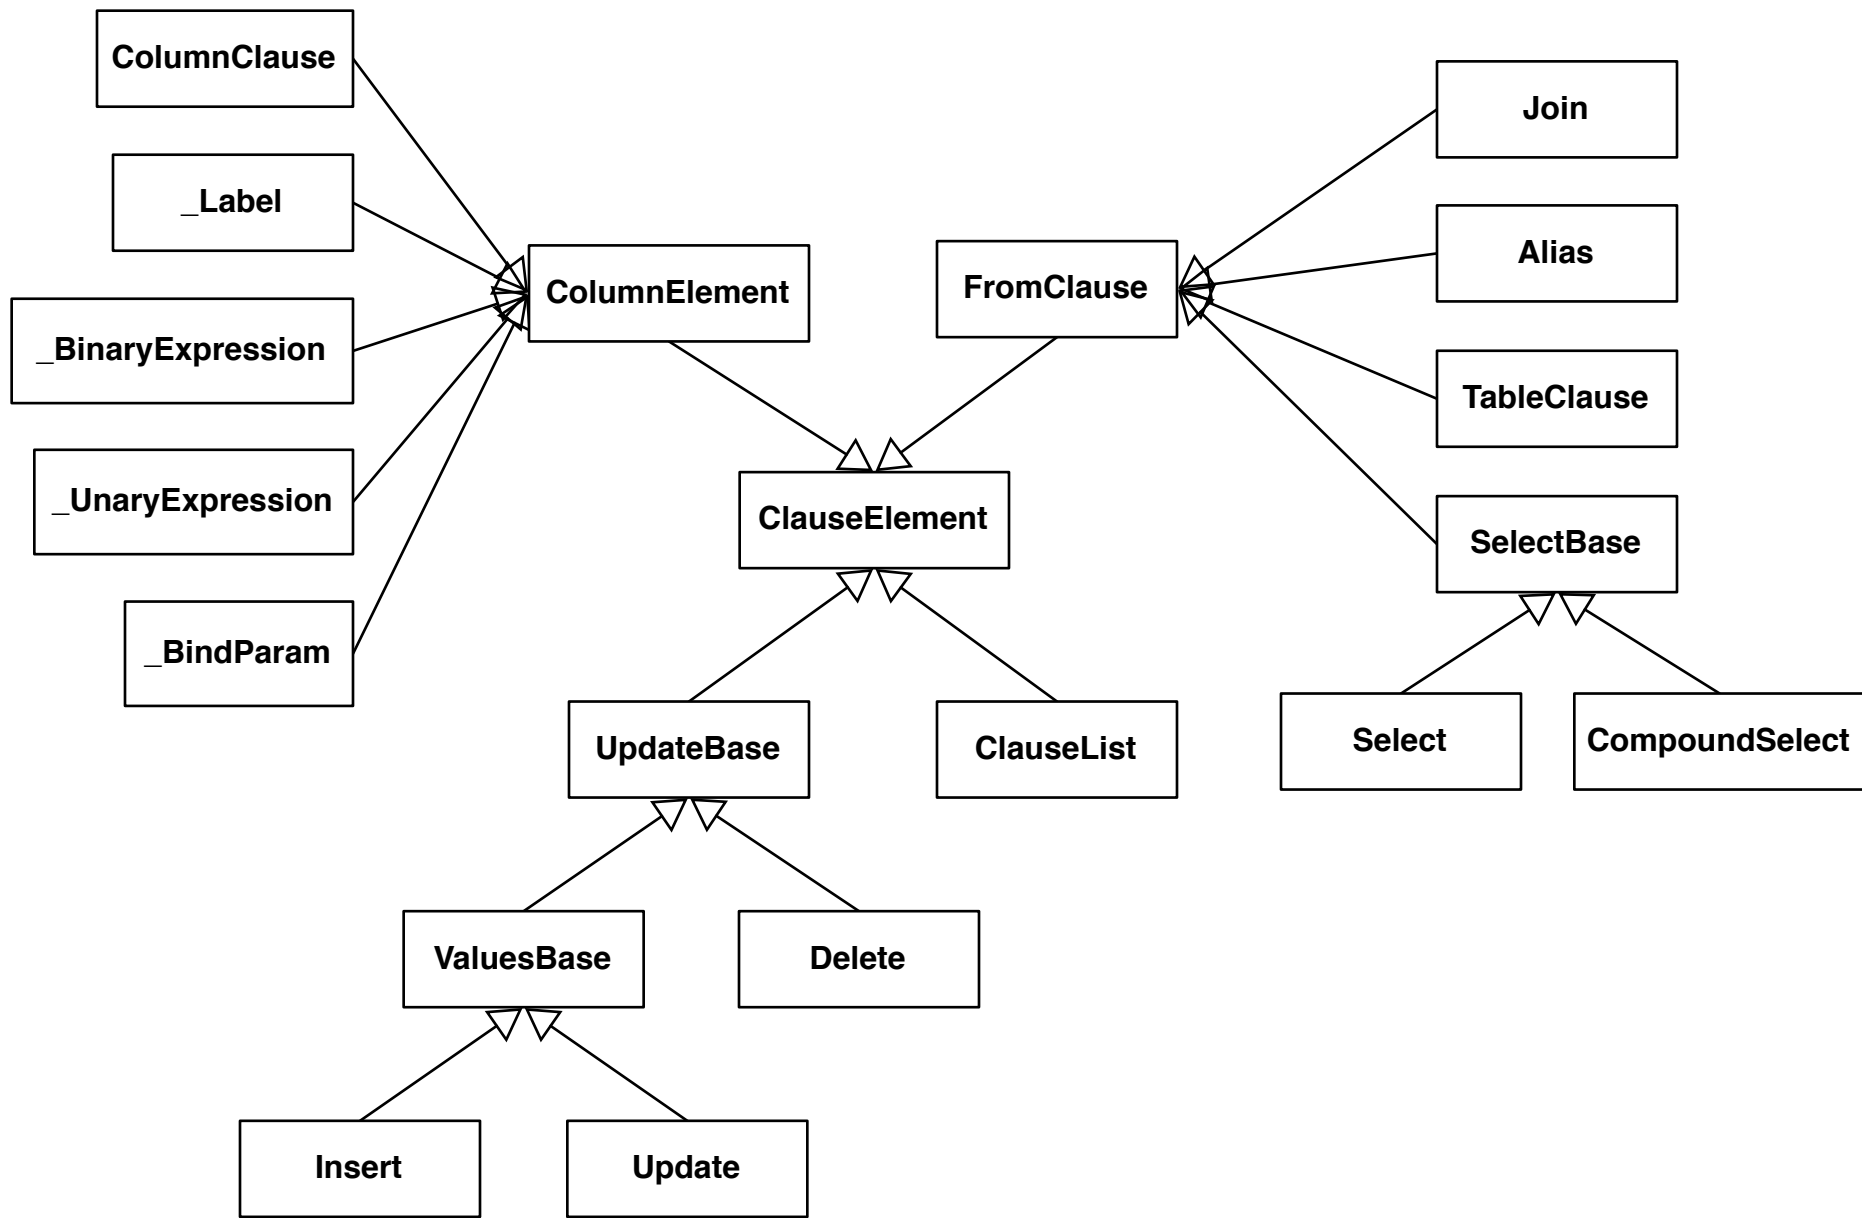 ColumnClause
Join
_Label
Alias
ColumnElement
FromClause
_BinaryExpression
TableClause
_UnaryExpression
ClauseElement
SelectBase
_BindParam
UpdateBase
ClauseList
Select
CompoundSelect
ValuesBase
Delete
Insert
Update